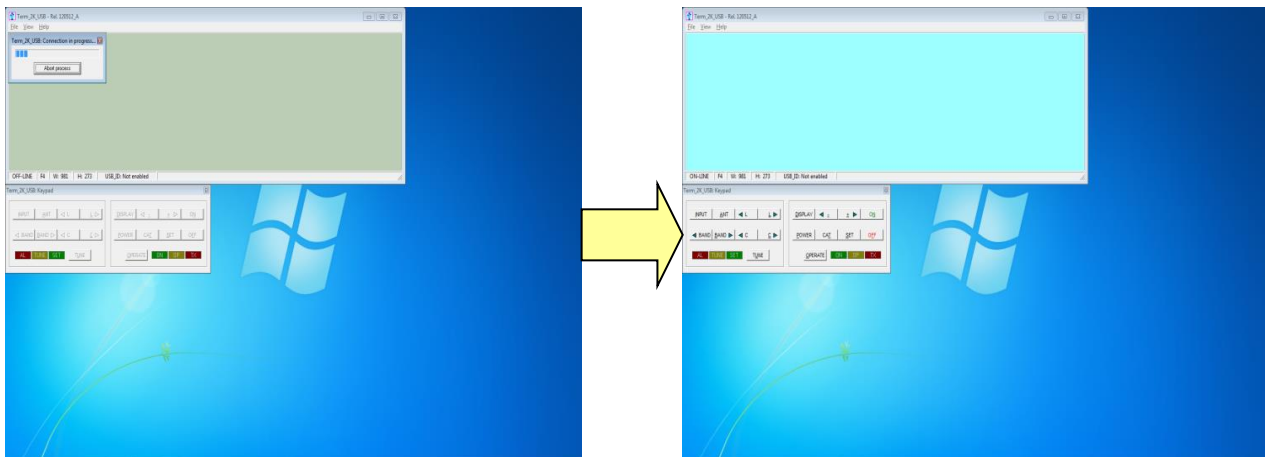 Term_2K_USB - Rel. 120512_A
File View Help
Term_2K_USB: Connection in progress...
Abort process
OFF-LINE F4 W: 981 H: 273 USB_ID: Not enabled
Term_2K_USB: Keypad
INPUT ANT ◁ L L ▷ DISPLAY ◁ - + ▷ ON
◁ BAND BAND ▷ ◁ C C ▷ POWER CAT SET OFF
AL TUNE SET TUNE OPERATE ON OP TX
Term_2K_USB - Rel. 120512_A
File View Help
ON-LINE F4 W: 981 H: 273 USB_ID: Not enabled
Term_2K_USB: Keypad
INPUT ANT ◀ L L ▶ DISPLAY ◀ - + ▶ ON
◀ BAND BAND ▶ ◀ C C ▶ POWER CAT SET OFF
AL TUNE SET TUNE OPERATE ON OP TX